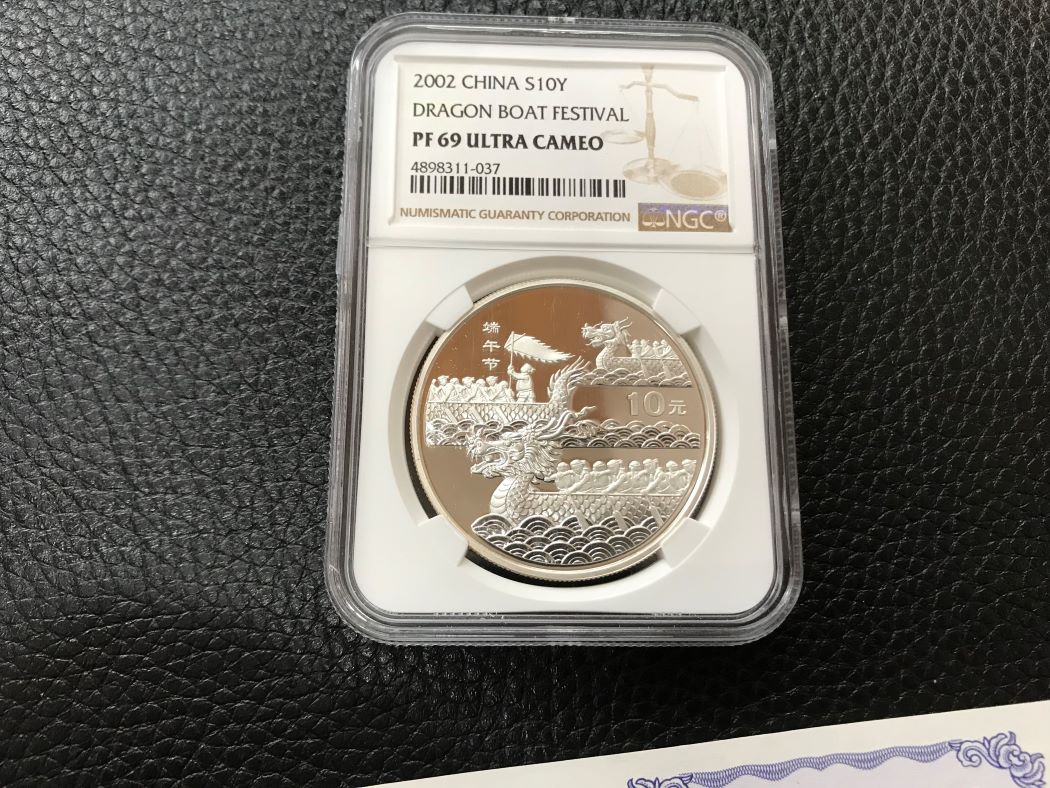 2002 CHINA S10Y
DRAGON BOAT FESTIVAL
PF 69 ULTRA CAMEO
4898311-037
NUMISMATIC GUARANTY CORPORATION
NGC®
端午节
10元